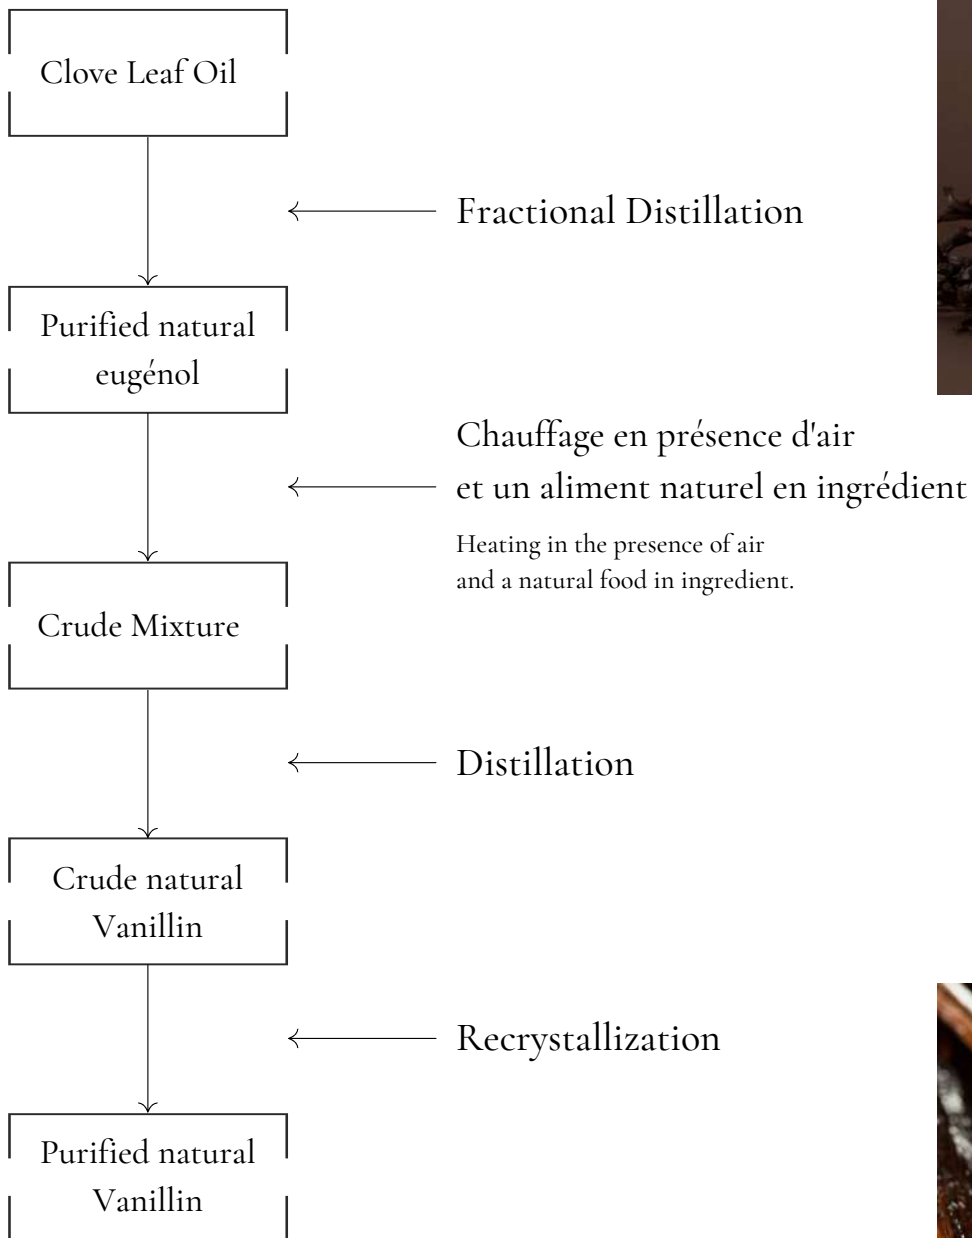 Clove Leaf Oil
Fractional Distillation
Purified natural
eugénol
Chauffage en présence d'air
et un aliment naturel en ingrédient
Heating in the presence of air
and a natural food in ingredient.
Crude Mixture
Distillation
Crude natural
Vanillin
Recrystallization
Purified natural
Vanillin